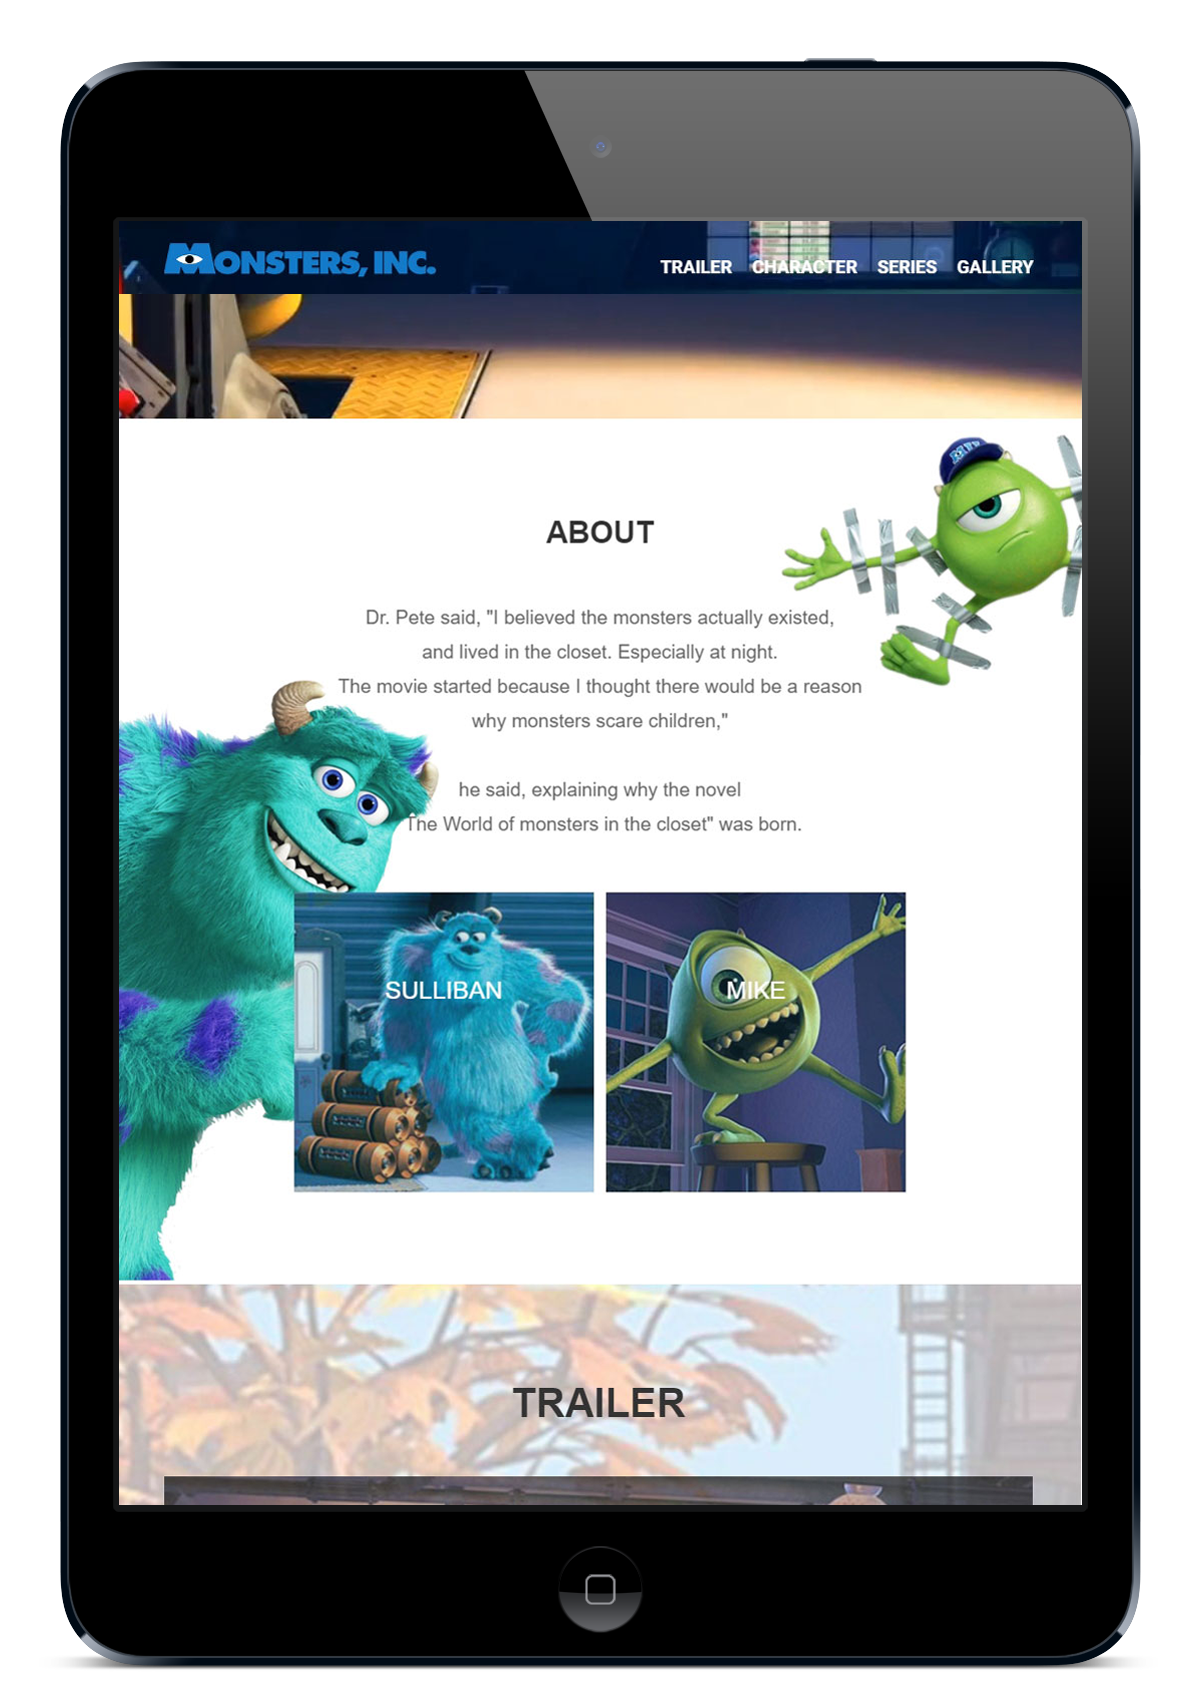 MONSTERS, INC.
TRAILER CHARACTER SERIES GALLERY
MU
ABOUT
Dr. Pete said, "I believed the monsters actually existed,
and lived in the closet. Especially at night.
The movie started because I thought there would be a reason
why monsters scare children,"
he said, explaining why the novel
The World of monsters in the closet" was born.
SULLIBAN
MIKE
TRAILER